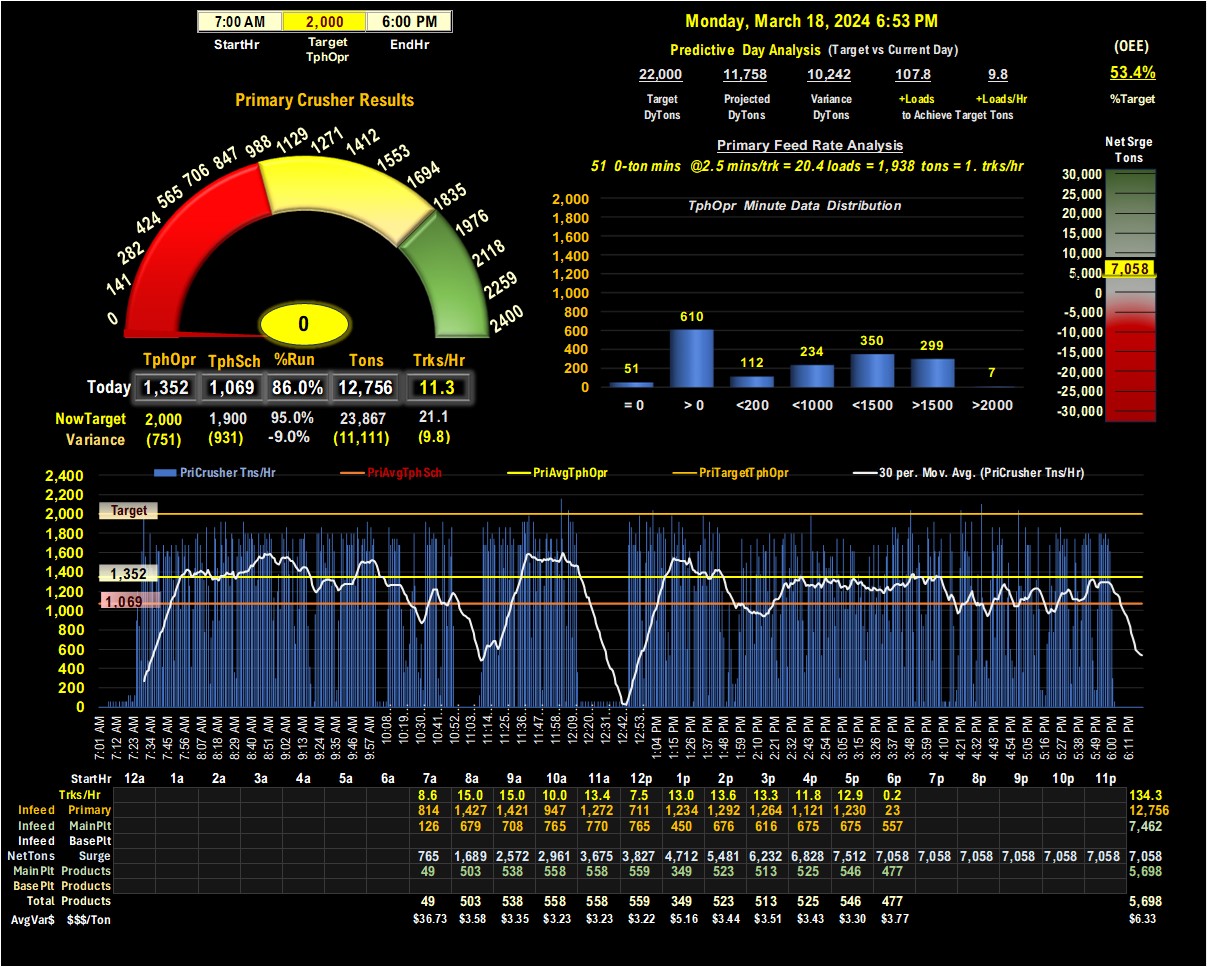 7:00 AM 2,000 6:00 PM
StartHr Target TphOpr EndHr
Monday, March 18, 2024 6:53 PM
Predictive Day Analysis (Target vs Current Day)
(OEE)
22,000 11,758 10,242 107.8 9.8
53.4%
Target DyTons Projected DyTons Variance DyTons +Loads +Loads/Hr to Achieve Target Tons
%Target
Primary Crusher Results
0 141 282 424 565 706 847 988 1129 1271 1412 1553 1694 1835 1976 2118 2259 2400
0
Primary Feed Rate Analysis
51 0-ton mins @2.5 mins/trk = 20.4 loads = 1,938 tons = 1. trks/hr
TphOpr Minute Data Distribution
2,000
1,800
1,600
1,400
1,200
1,000
800
600
400
200
0
51 610 112 234 350 299 7
= 0 > 0 <200 <1000 <1500 >1500 >2000
Net Srge
Tons
30,000
25,000
20,000
15,000
10,000
5,000 7,058
0
-5,000
-10,000
-15,000
-20,000
-25,000
-30,000
TphOpr TphSch %Run Tons Trks/Hr
Today 1,352 1,069 86.0% 12,756 11.3
NowTarget 2,000 1,900 95.0% 23,867 21.1
Variance (751) (931) -9.0% (11,111) (9.8)
PriCrusher Tns/Hr PriAvgTphSch PriAvgTphOpr PriTargetTphOpr 30 per. Mov. Avg. (PriCrusher Tns/Hr)
2,400
2,200
2,000
1,800
1,600
1,400
1,200
1,000
800
600
400
200
0
Target
1,352
1,069
7:01 AM 7:12 AM 7:23 AM 7:34 AM 7:45 AM 7:56 AM 8:07 AM 8:18 AM 8:29 AM 8:40 AM 8:51 AM 9:02 AM 9:13 AM 9:24 AM 9:35 AM 9:46 AM 9:57 AM 10:08… 10:19… 10:30… 10:41… 10:52… 11:03… 11:14… 11:25… 11:36… 11:47… 11:58… 12:09… 12:20… 12:31… 12:42… 12:53… 1:04 PM 1:15 PM 1:26 PM 1:37 PM 1:48 PM 1:59 PM 2:10 PM 2:21 PM 2:32 PM 2:43 PM 2:54 PM 3:05 PM 3:15 PM 3:26 PM 3:37 PM 3:48 PM 3:59 PM 4:10 PM 4:21 PM 4:32 PM 4:43 PM 4:54 PM 5:05 PM 5:16 PM 5:27 PM 5:38 PM 5:49 PM 6:00 PM 6:11 PM
StartHr 12a 1a 2a 3a 4a 5a 6a 7a 8a 9a 10a 11a 12p 1p 2p 3p 4p 5p 6p 7p 8p 9p 10p 11p
Trks/Hr 8.6 15.0 15.0 10.0 13.4 7.5 13.0 13.6 13.3 11.8 12.9 0.2 134.3
Infeed Primary 814 1,427 1,421 947 1,272 711 1,234 1,292 1,264 1,121 1,230 23 12,756
Infeed MainPlt 126 679 708 765 770 765 450 676 616 675 675 557 7,462
Infeed BasePlt
NetTons Surge 765 1,689 2,572 2,961 3,675 3,827 4,712 5,481 6,232 6,828 7,512 7,058 7,058 7,058 7,058 7,058 7,058 7,058
MainPlt Products 49 503 538 558 558 559 349 523 513 525 546 477 5,698
BasePlt Products
Total Products 49 503 538 558 558 559 349 523 513 525 546 477 5,698
AvgVar$ $$$/Ton $36.73 $3.58 $3.35 $3.23 $3.23 $3.22 $5.16 $3.44 $3.51 $3.43 $3.30 $3.77 $6.33